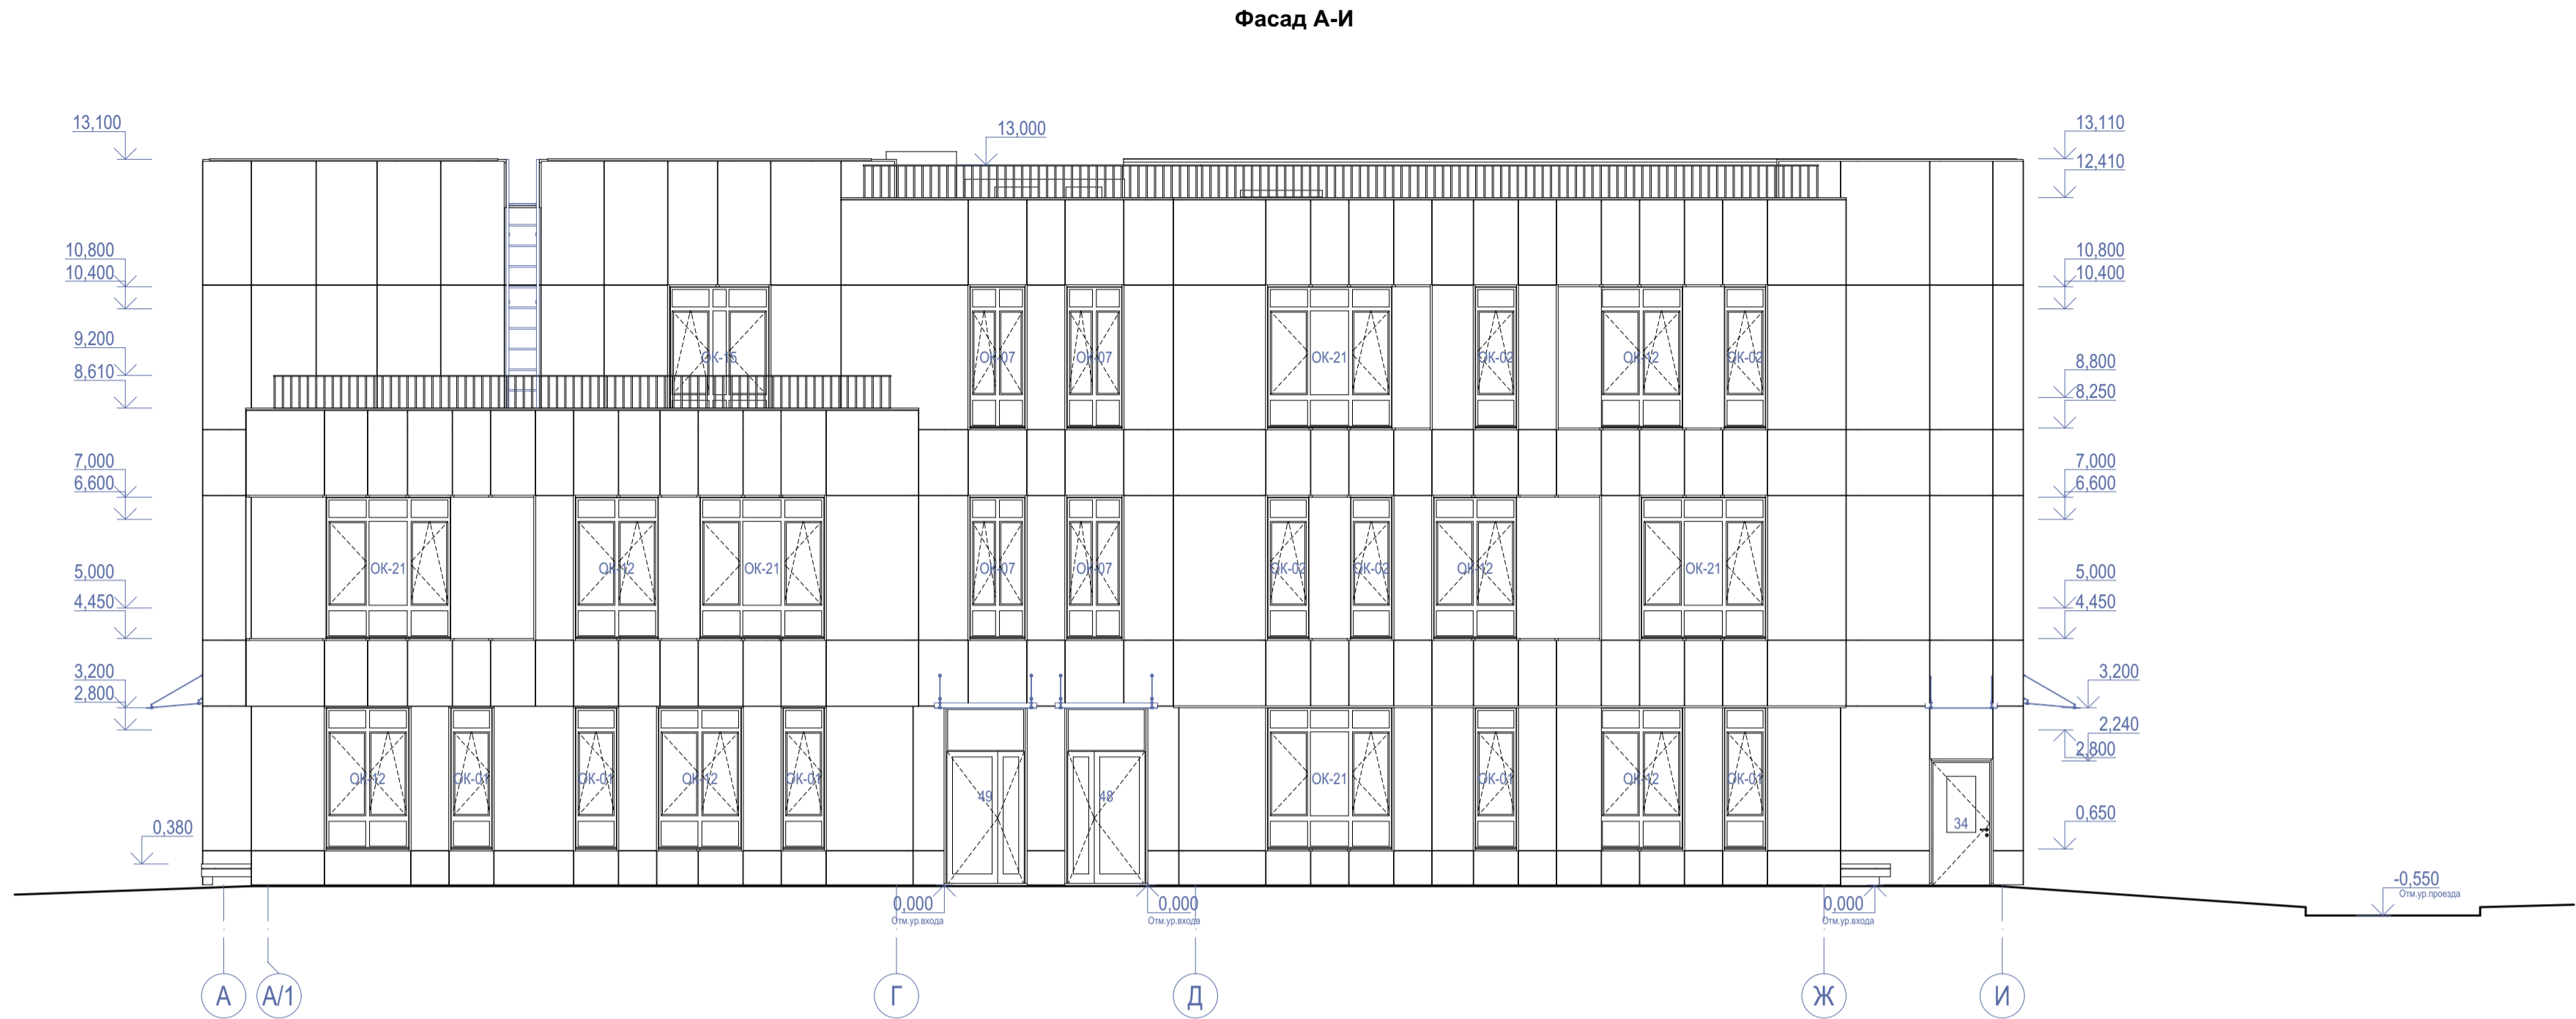 Фасад А-И
13,100
13,000
13,110
12,410
10,800
10,400
10,800
10,400
9,200
8,610
ОК-15
ОК-07
ОК-07
ОК-21
ОК-02
ОК-12
ОК-02
8,800
8,250
7,000
6,600
7,000
6,600
ОК-21
ОК-12
ОК-21
ОК-07
ОК-07
ОК-02
ОК-02
ОК-12
ОК-21
5,000
4,450
5,000
4,450
3,200
2,800
3,200
2,240
2,800
ОК-12
ОК-01
ОК-01
ОК-12
ОК-01
49
48
ОК-21
ОК-01
ОК-12
ОК-01
34
0,380
0,650
0,000
Отм.ур.входа
0,000
Отм.ур.входа
0,000
Отм.ур.входа
-0,550
Отм.ур.проезда
А
А/1
Г
Д
Ж
И